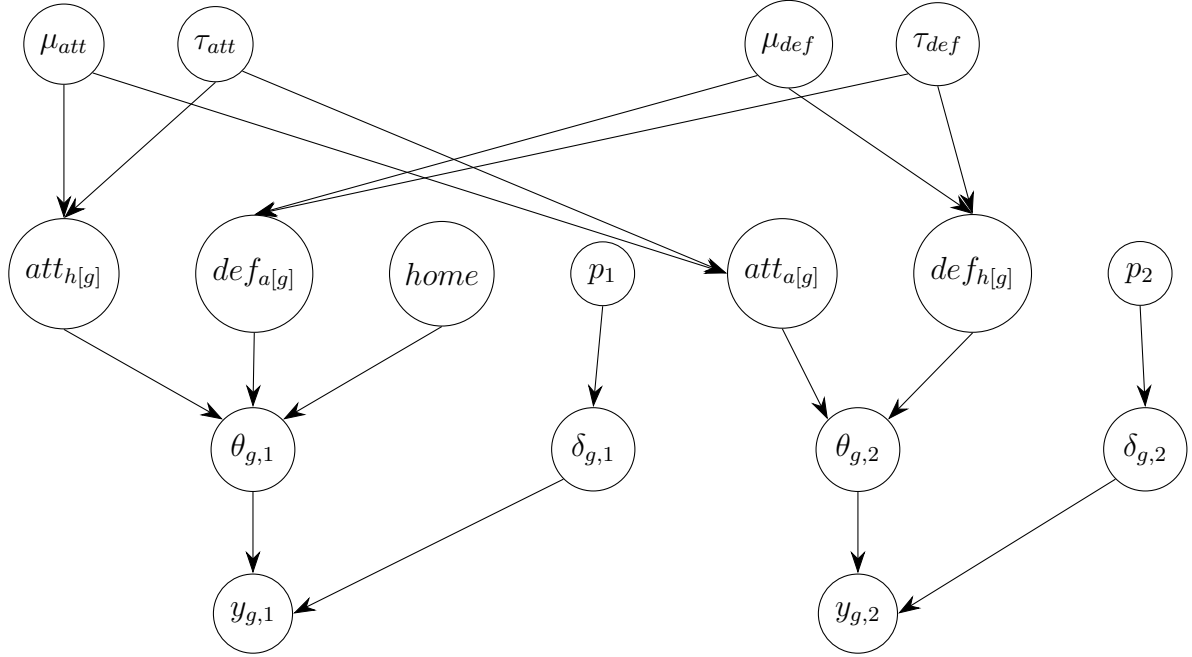 μ_att τ_att μ_def τ_def
att_h[g] def_a[g] home p_1 att_a[g] def_h[g] p_2
θ_g,1 δ_g,1 θ_g,2 δ_g,2
y_g,1 y_g,2